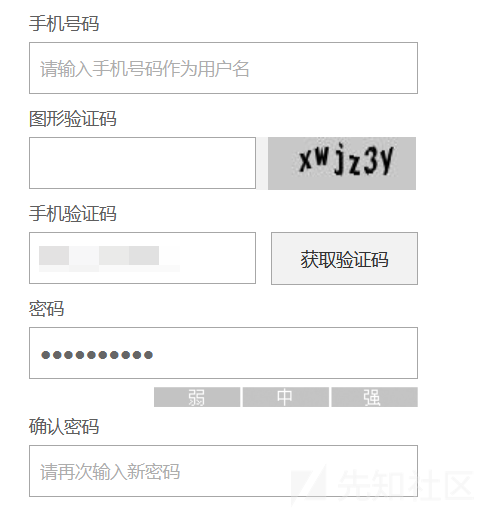 手机号码
请输入手机号码作为用户名
图形验证码
xwjz3y
手机验证码
获取验证码
密码
••••••••••
弱 中 强
确认密码
请再次输入新密码
先知社区